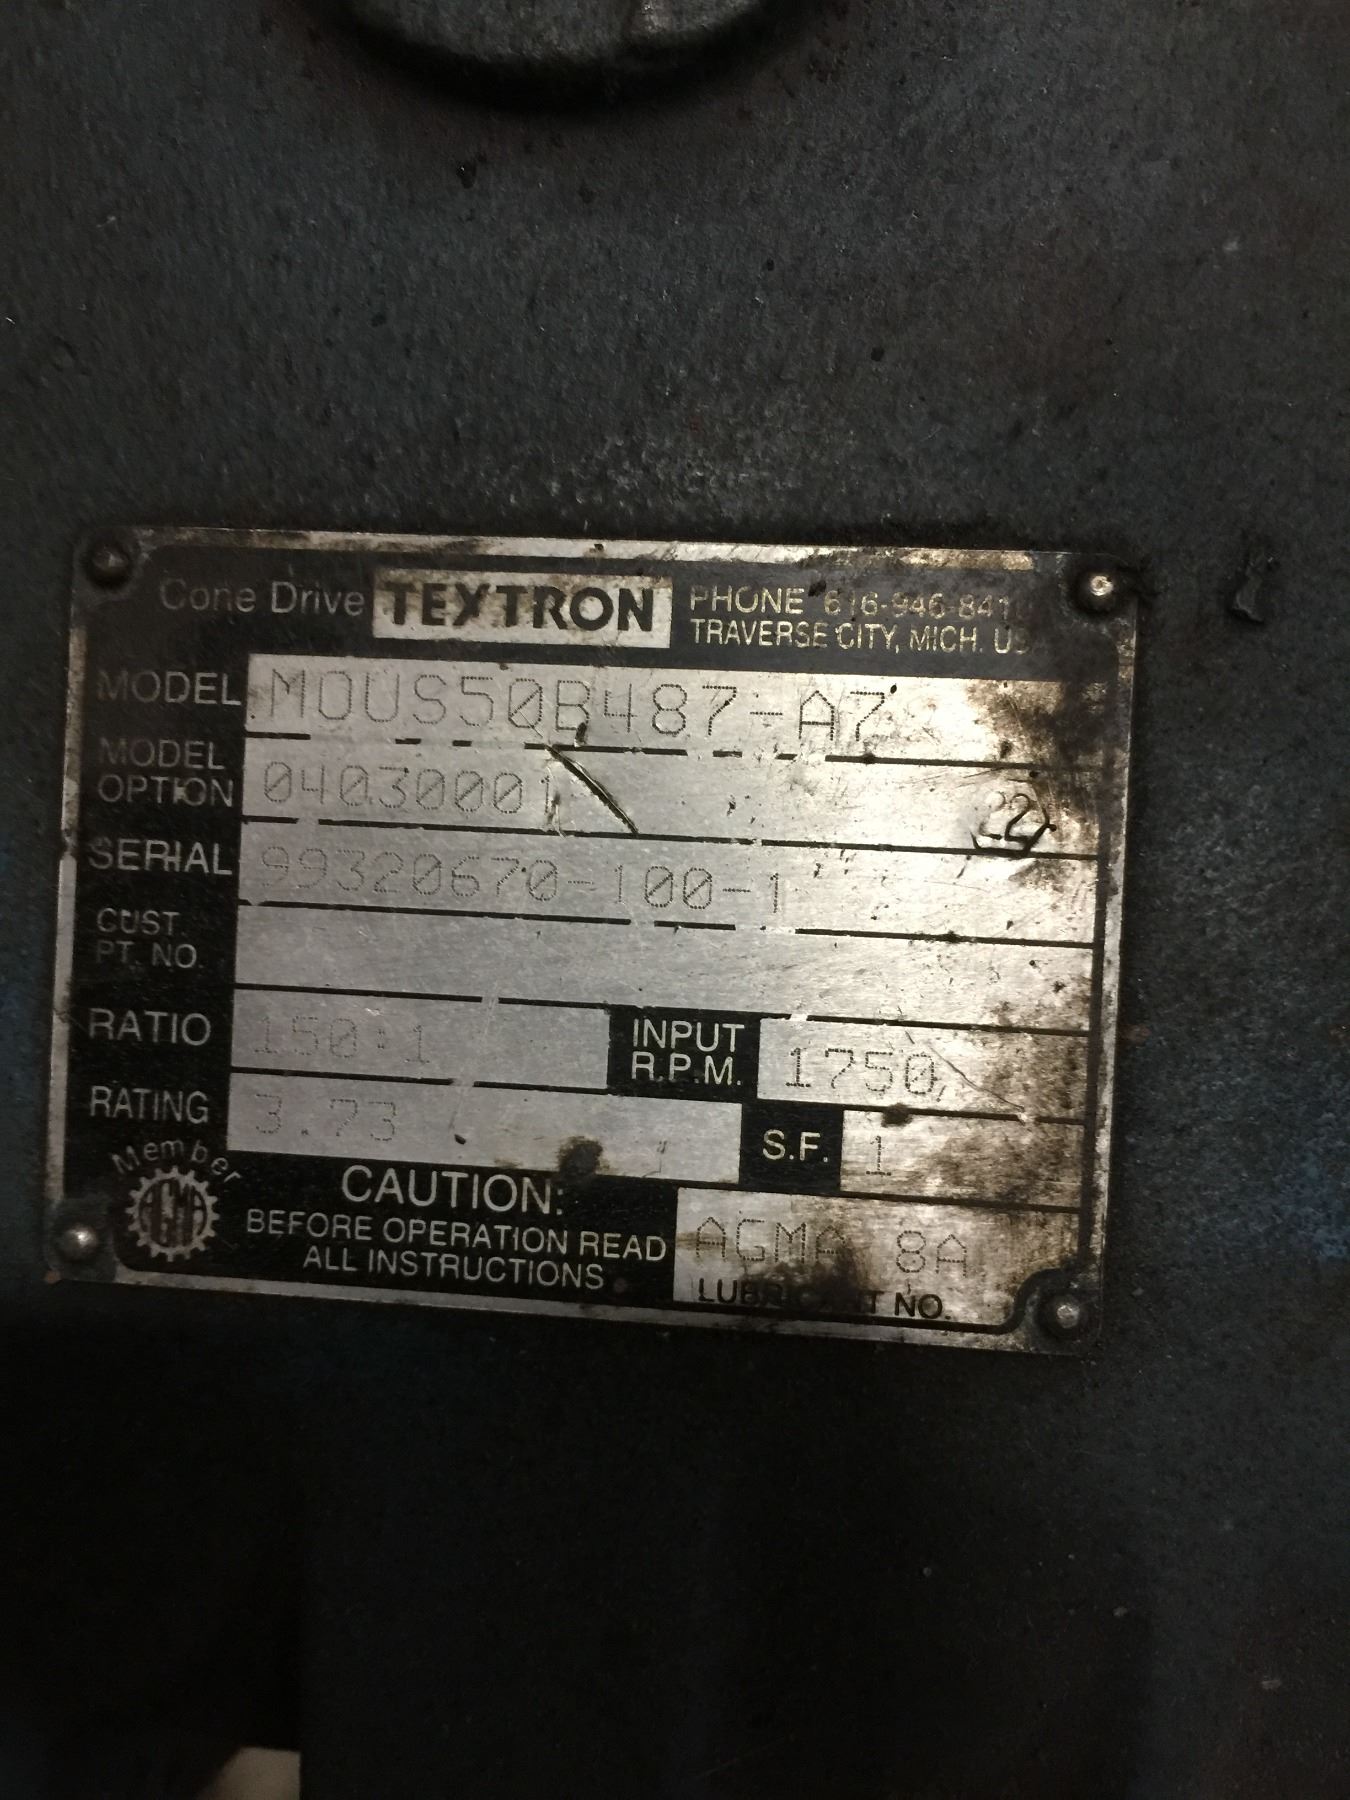 Cone Drive TEXTRON PHONE 616-946-841
TRAVERSE CITY, MICH.
MODEL MOUS50B487-A7
MODEL OPTION 04030001
22
SERIAL 99320670-100-1
CUST. PT. NO.
RATIO 150:1 INPUT R.P.M. 1750
RATING 3.73 S.F. 1
Member AGMA
CAUTION:
BEFORE OPERATION READ
ALL INSTRUCTIONS
AGMA 8A
LUBRICANT NO.